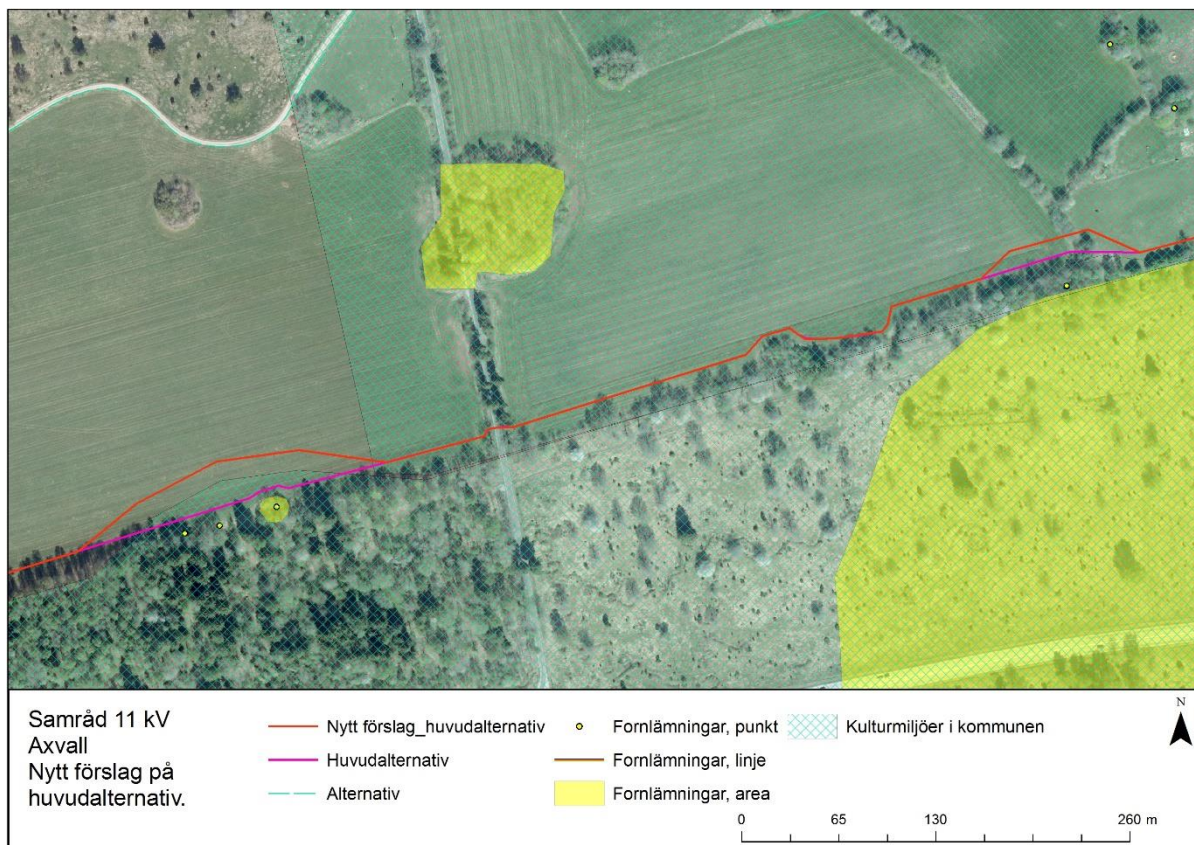 Samråd 11 kV
Axvall
Nytt förslag på
huvudalternativ.
Nytt förslag_huvudalternativ
Huvudalternativ
Alternativ
Fornlämningar, punkt
Fornlämningar, linje
Fornlämningar, area
Kulturmiljöer i kommunen
N
0 65 130 260 m